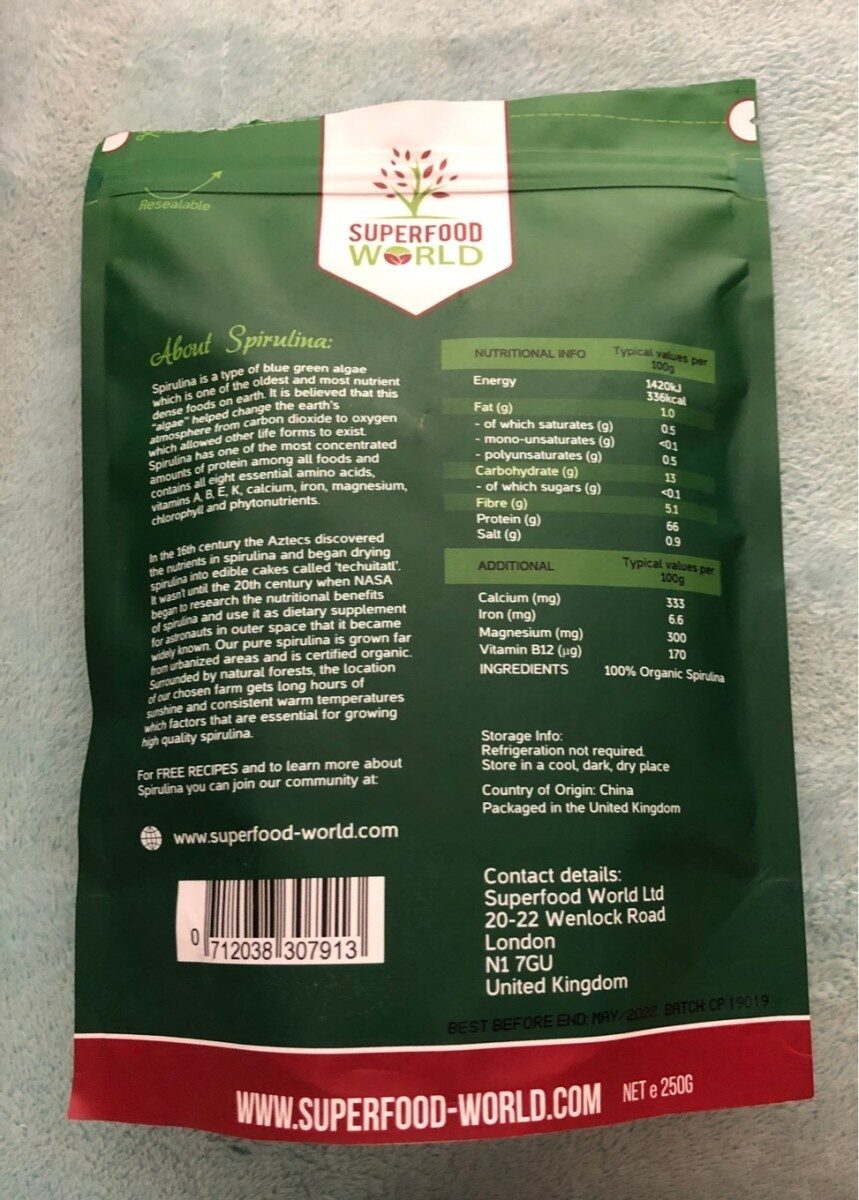 Resealable
SUPERFOOD
WORLD
About Spirulina:
Spirulina is a type of blue green algae
which is one of the oldest and most nutrient
dense foods on earth. It is believed that this
"algae" helped change the earth's
atmosphere from carbon dioxide to oxygen
which allowed other life forms to exist.
Spirulina has one of the most concentrated
amounts of protein among all foods and
contains all eight essential amino acids,
vitamins A, B, E, K, calcium, iron, magnesium,
chlorophyll and phytonutrients.
In the 16th century the Aztecs discovered
the nutrients in spirulina and began drying
spirulina into edible cakes called 'techuitatl'.
It wasn't until the 20th century when NASA
began to research the nutritional benefits
of spirulina and use it as dietary supplement
for astronauts in outer space that it became
widely known. Our pure spirulina is grown far
from urbanized areas and is certified organic.
Surrounded by natural forests, the location
of our chosen farm gets long hours of
sunshine and consistent warm temperatures
which factors that are essential for growing
high quality spirulina.
For FREE RECIPES and to learn more about
Spirulina you can join our community at:
www.superfood-world.com
0 712038 307913
NUTRITIONAL INFO Typical values per
100g
Energy 1420kJ
336kcal
Fat (g) 1.0
- of which saturates (g) 0.5
- mono-unsaturates (g) <0.1
- polyunsaturates (g) 0.5
Carbohydrate (g) 13
- of which sugars (g) <0.1
Fibre (g) 5.1
Protein (g) 66
Salt (g) 0.9
ADDITIONAL Typical values per
100g
Calcium (mg) 333
Iron (mg) 6.6
Magnesium (mg) 300
Vitamin B12 (µg) 170
INGREDIENTS 100% Organic Spirulina
Storage Info:
Refrigeration not required.
Store in a cool, dark, dry place
Country of Origin: China
Packaged in the United Kingdom
Contact details:
Superfood World Ltd
20-22 Wenlock Road
London
N1 7GU
United Kingdom
BEST BEFORE END: MAY/2022 BATCH: CP 19019
WWW.SUPERFOOD-WORLD.COM NET e 250G